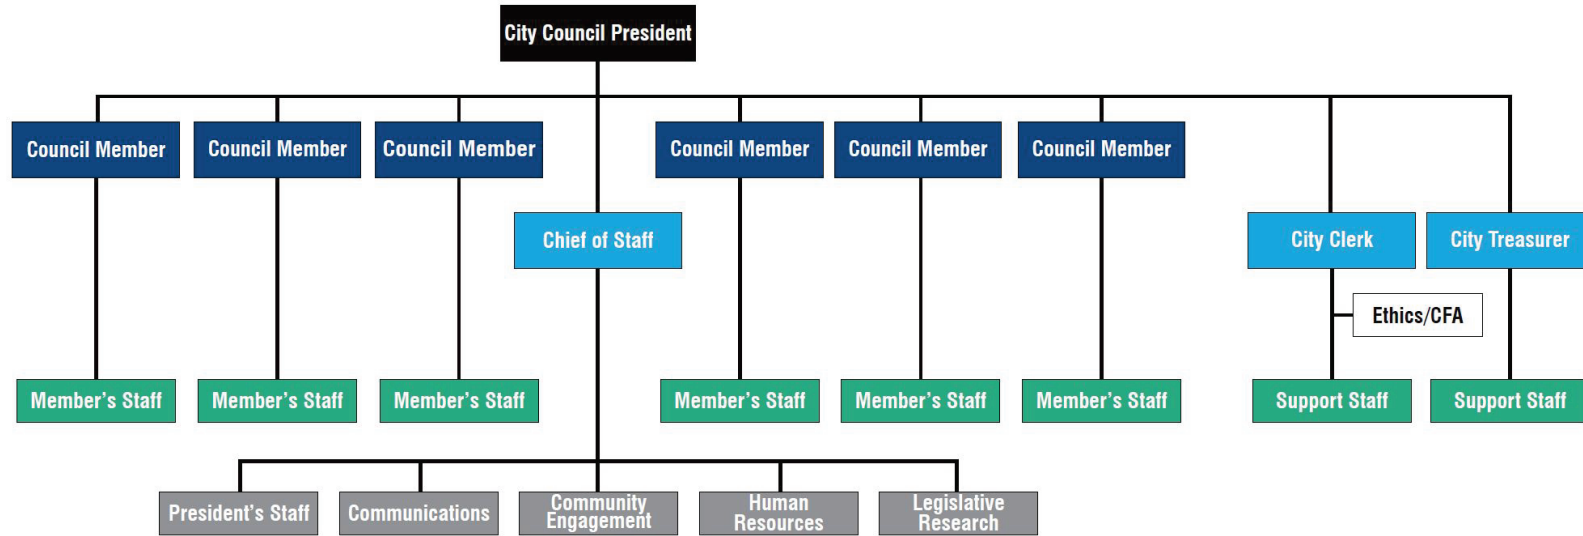 City Council President
Council Member
Council Member
Council Member
Council Member
Council Member
Council Member
Chief of Staff
City Clerk
City Treasurer
Ethics/CFA
Member's Staff
Member's Staff
Member's Staff
Member's Staff
Member's Staff
Member's Staff
Support Staff
Support Staff
President's Staff
Communications
Community
Engagement
Human
Resources
Legislative
Research